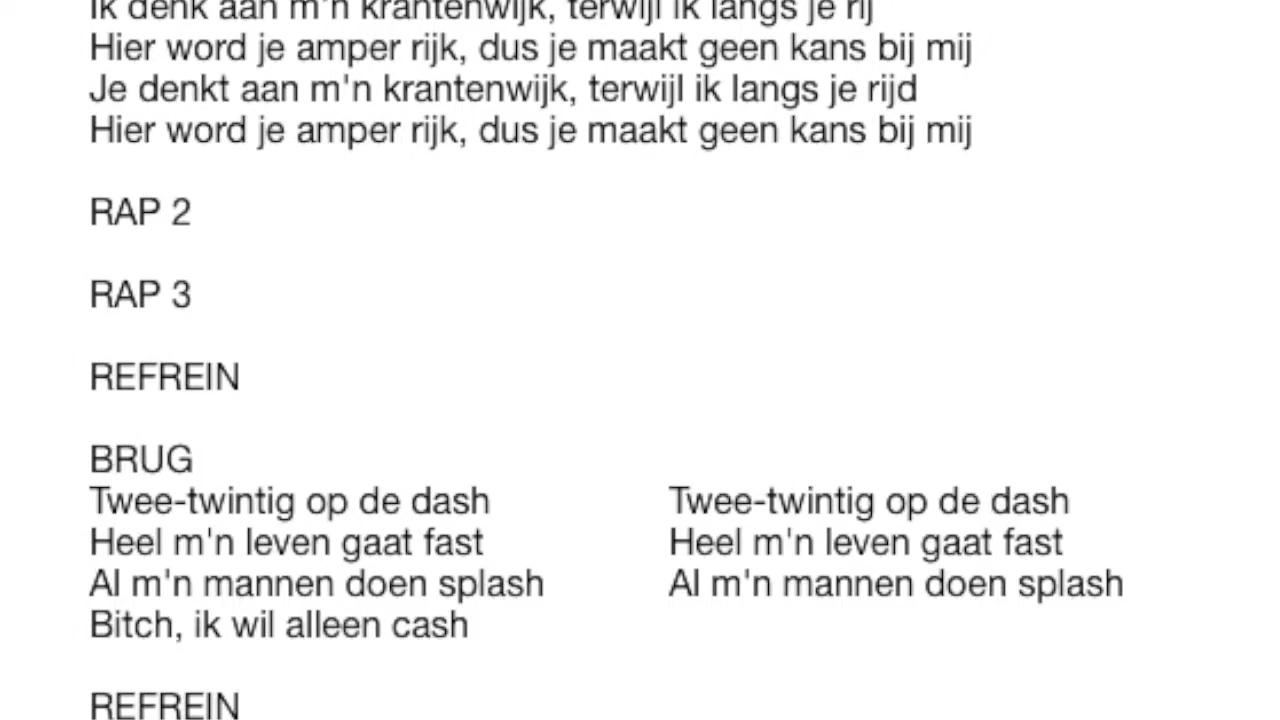 Ik denk aan m'n krantenwijk, terwijl ik langs je rij
Hier word je amper rijk, dus je maakt geen kans bij mij
Je denkt aan m'n krantenwijk, terwijl ik langs je rijd
Hier word je amper rijk, dus je maakt geen kans bij mij
RAP 2
RAP 3
REFREIN
BRUG
Twee-twintig op de dash
Heel m'n leven gaat fast
Al m'n mannen doen splash
Bitch, ik wil alleen cash
Twee-twintig op de dash
Heel m'n leven gaat fast
Al m'n mannen doen splash
REFREIN